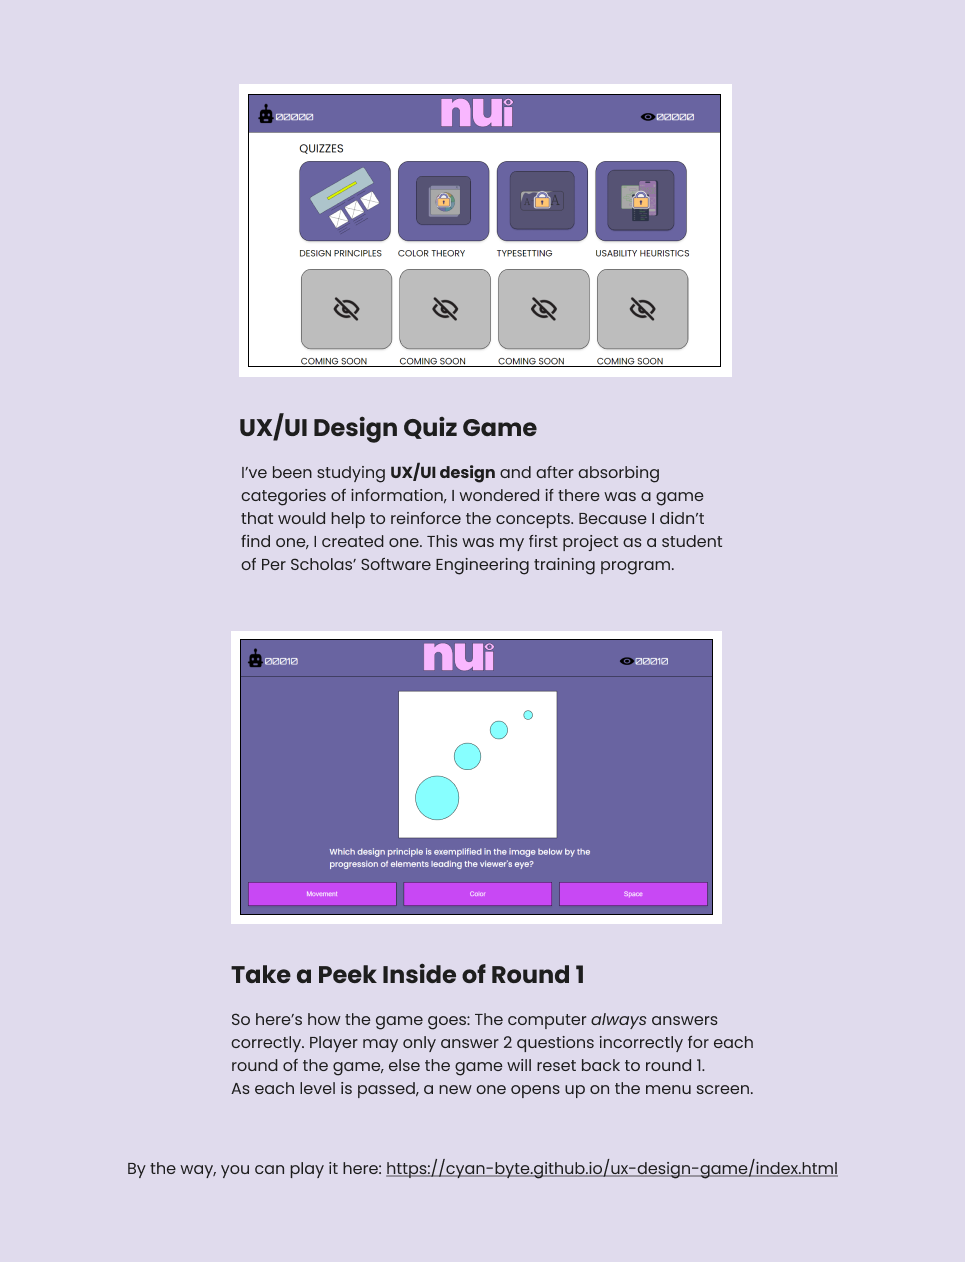 00000 nui 00000
QUIZZES
A A
DESIGN PRINCIPLES COLOR THEORY TYPESETTING USABILITY HEURISTICS
COMING SOON COMING SOON COMING SOON COMING SOON
UX/UI Design Quiz Game
I’ve been studying UX/UI design and after absorbing
categories of information, I wondered if there was a game
that would help to reinforce the concepts. Because I didn’t
find one, I created one. This was my first project as a student
of Per Scholas’ Software Engineering training program.
00010 nui 00010
Which design principle is exemplified in the image below by the
progression of elements leading the viewer's eye?
Movement Color Space
Take a Peek Inside of Round 1
So here’s how the game goes: The computer always answers
correctly. Player may only answer 2 questions incorrectly for each
round of the game, else the game will reset back to round 1.
As each level is passed, a new one opens up on the menu screen.
By the way, you can play it here: https://cyan-byte.github.io/ux-design-game/index.html